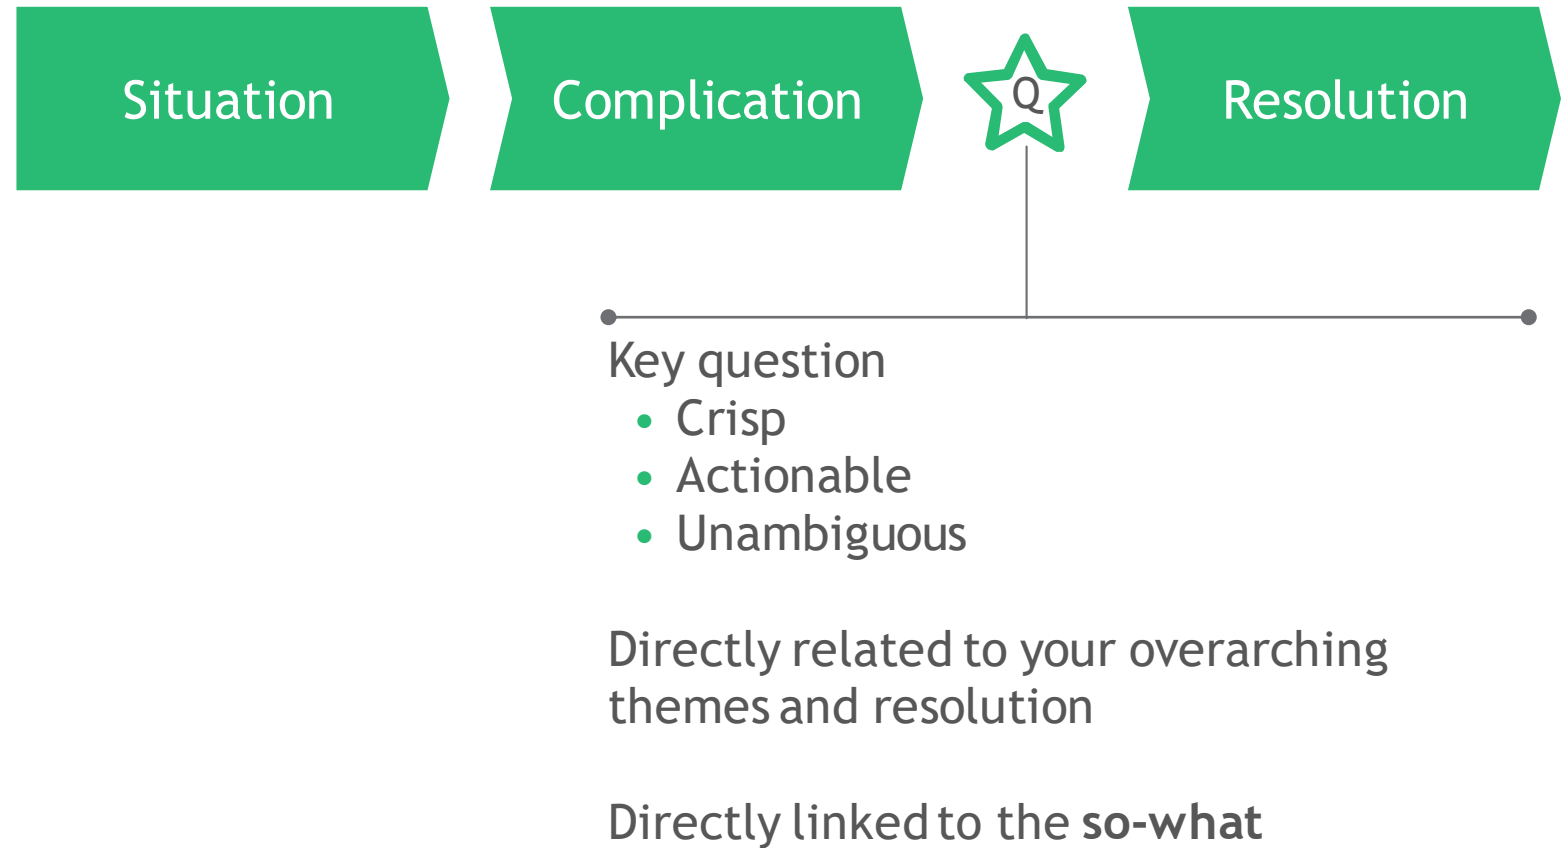 Situation
Complication
Q
Resolution
Key question
• Crisp
• Actionable
• Unambiguous
Directly related to your overarching
themes and resolution
Directly linked to the so-what